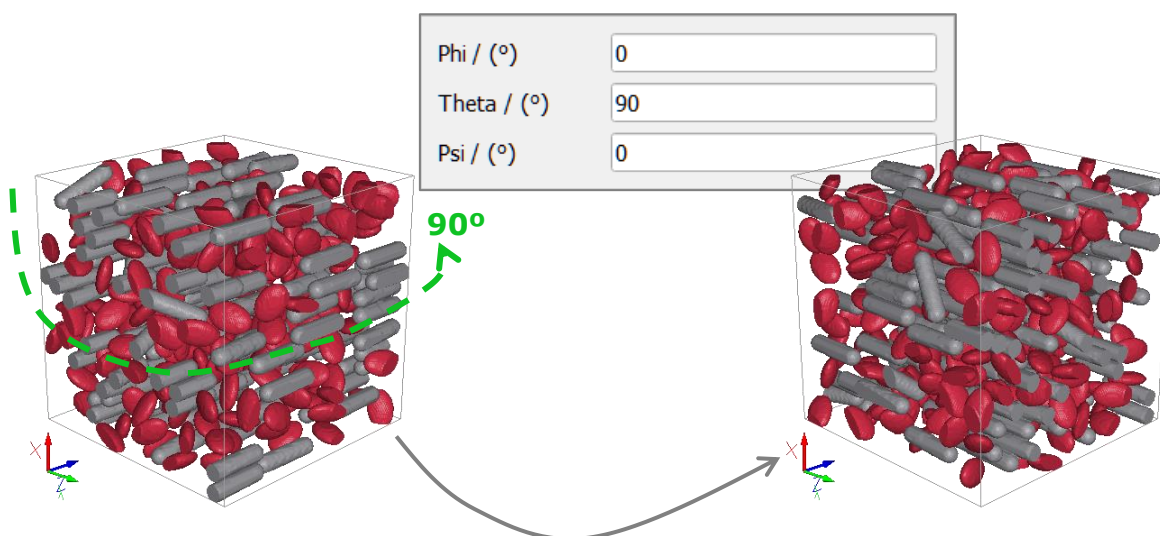 Phi / (°) 0
Theta / (°) 90
Psi / (°) 0
90º
X
Z
Y
X
Z
Y